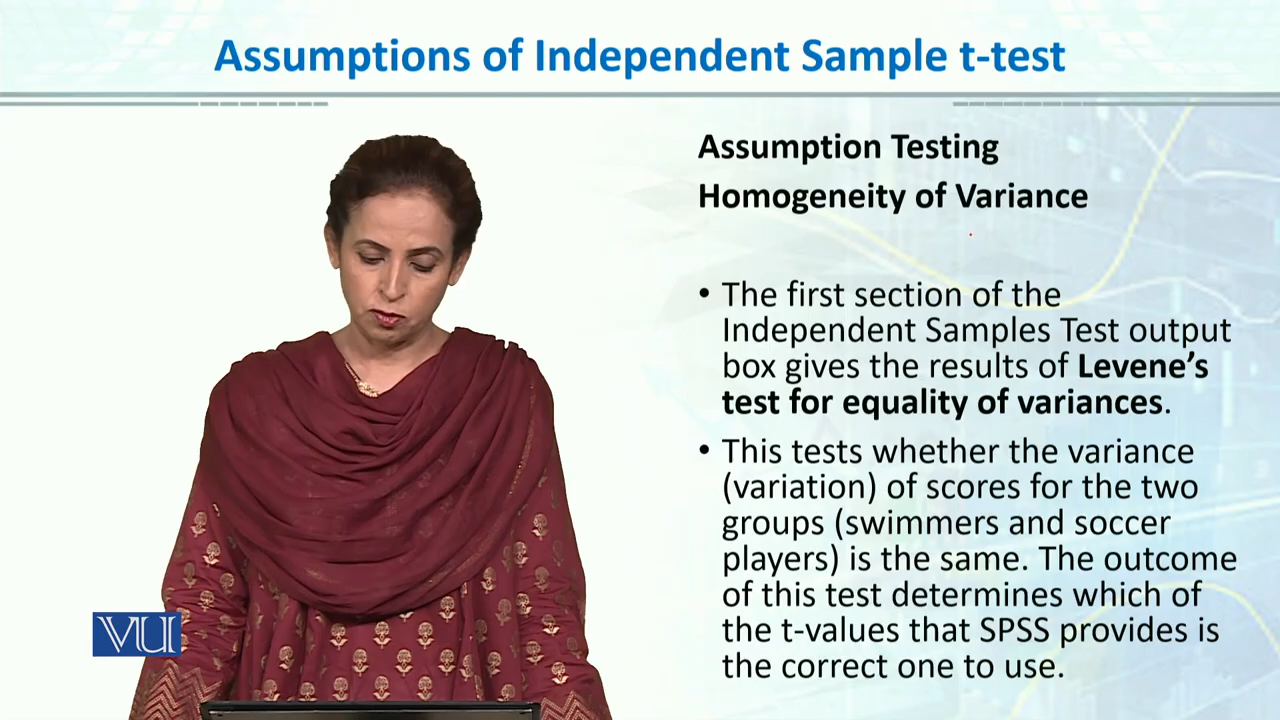 Assumptions of Independent Sample t-test
Assumption Testing
Homogeneity of Variance
• The first section of the
Independent Samples Test output
box gives the results of Levene’s
test for equality of variances.
• This tests whether the variance
(variation) of scores for the two
groups (swimmers and soccer
players) is the same. The outcome
of this test determines which of
the t-values that SPSS provides is
the correct one to use.
VU